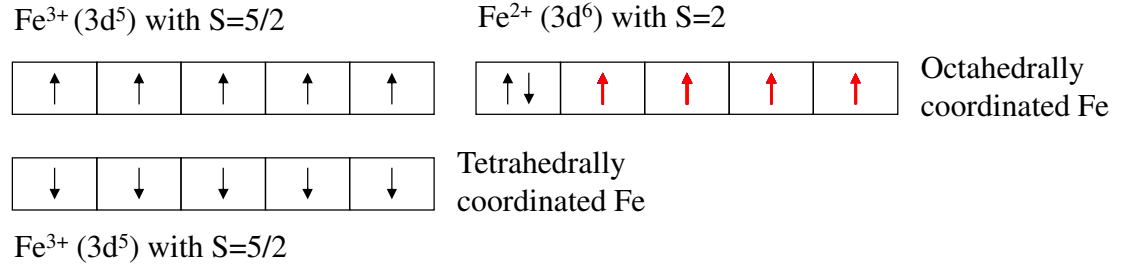 Fe³⁺ (3d⁵) with S=5/2
Fe²⁺ (3d⁶) with S=2
Octahedrally
coordinated Fe
Tetrahedrally
coordinated Fe
Fe³⁺ (3d⁵) with S=5/2